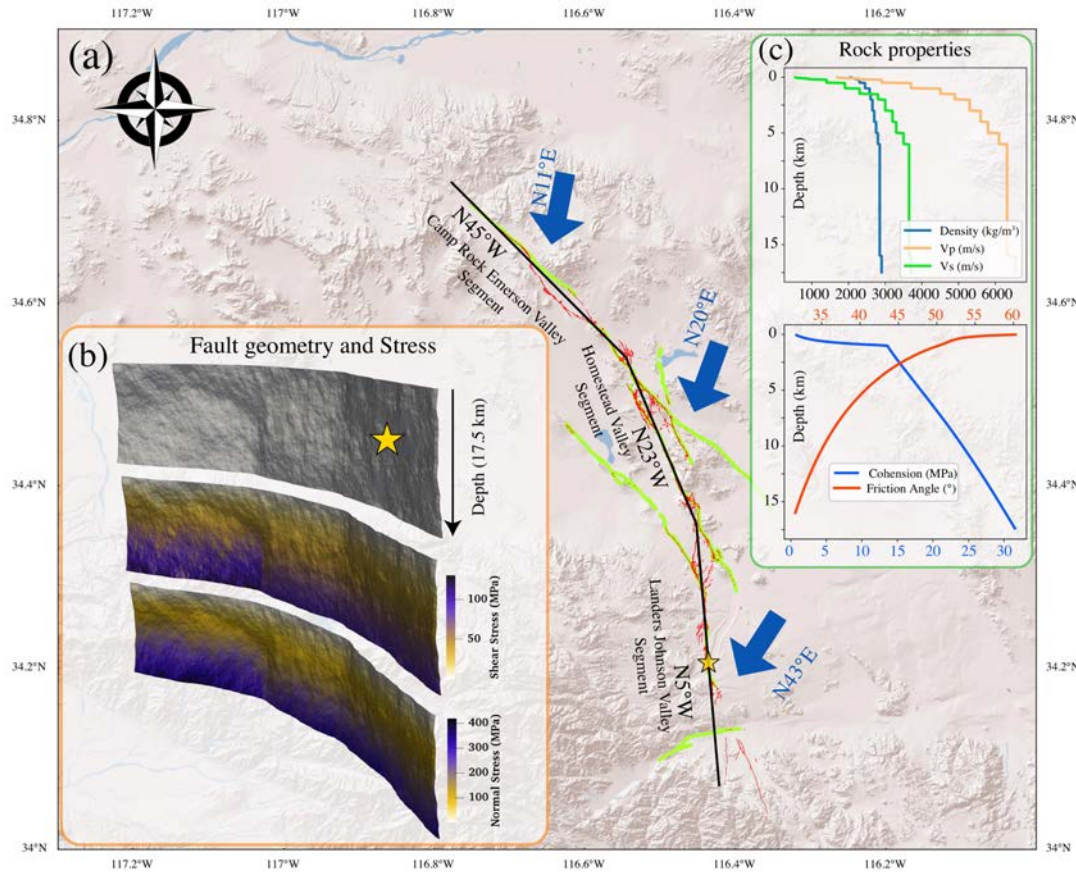 117.2°W
117°W
116.8°W
116.6°W
116.4°W
116.2°W
(a)
34.8°N
34.6°N
34.4°N
34.2°N
34°N
N11°E
N45°W
Camp Rock Emerson Valley
Segment
N20°E
Homestead Valley
Segment
N23°W
Landers Johnson Valley
Segment
N5°W
N43°E
(b)
Fault geometry and Stress
Depth (17.5 km)
100
50
Shear Stress (MPa)
400
300
200
100
Normal Stress (MPa)
(c)
Rock properties
0
5
10
15
Depth (km)
Density (kg/m³)
Vp (m/s)
Vs (m/s)
1000
2000
3000
4000
5000
6000
35
40
45
50
55
60
0
5
10
15
Depth (km)
Cohension (MPa)
Friction Angle (°)
0
5
10
15
20
25
30
34.8°N
34.6°N
34.4°N
34.2°N
34°N
117.2°W
117°W
116.8°W
116.6°W
116.4°W
116.2°W